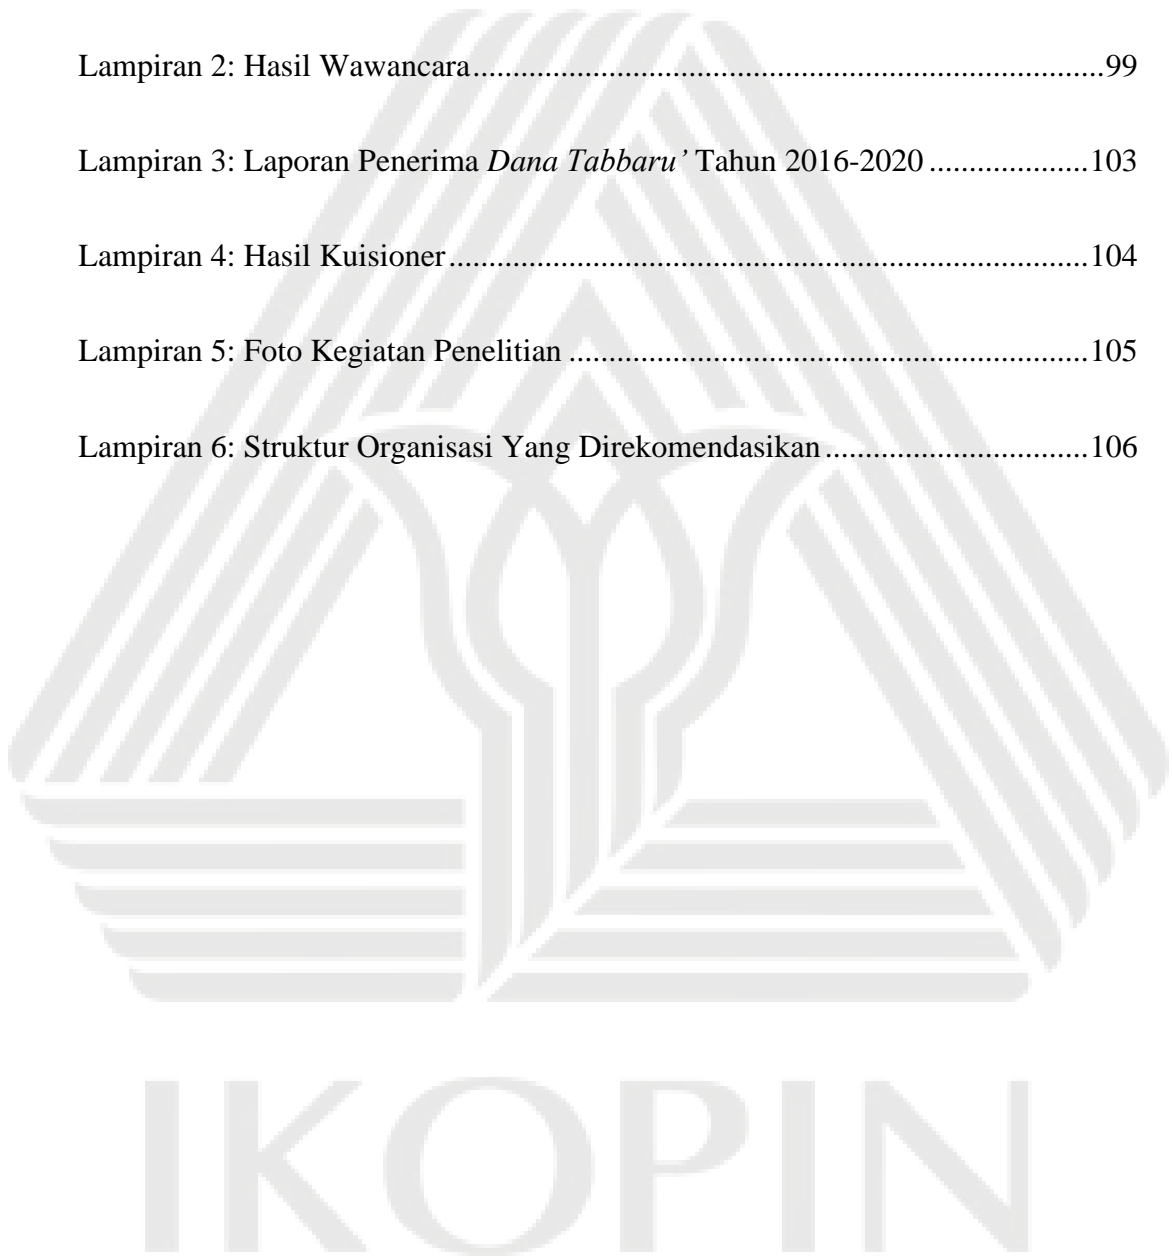 Lampiran 2: Hasil Wawancara................................................................................99
Lampiran 3: Laporan Penerima Dana Tabbaru’ Tahun 2016-2020....................103
Lampiran 4: Hasil Kuisioner.................................................................................104
Lampiran 5: Foto Kegiatan Penelitian..................................................................105
Lampiran 6: Struktur Organisasi Yang Direkomendasikan.................................106
IKOPIN